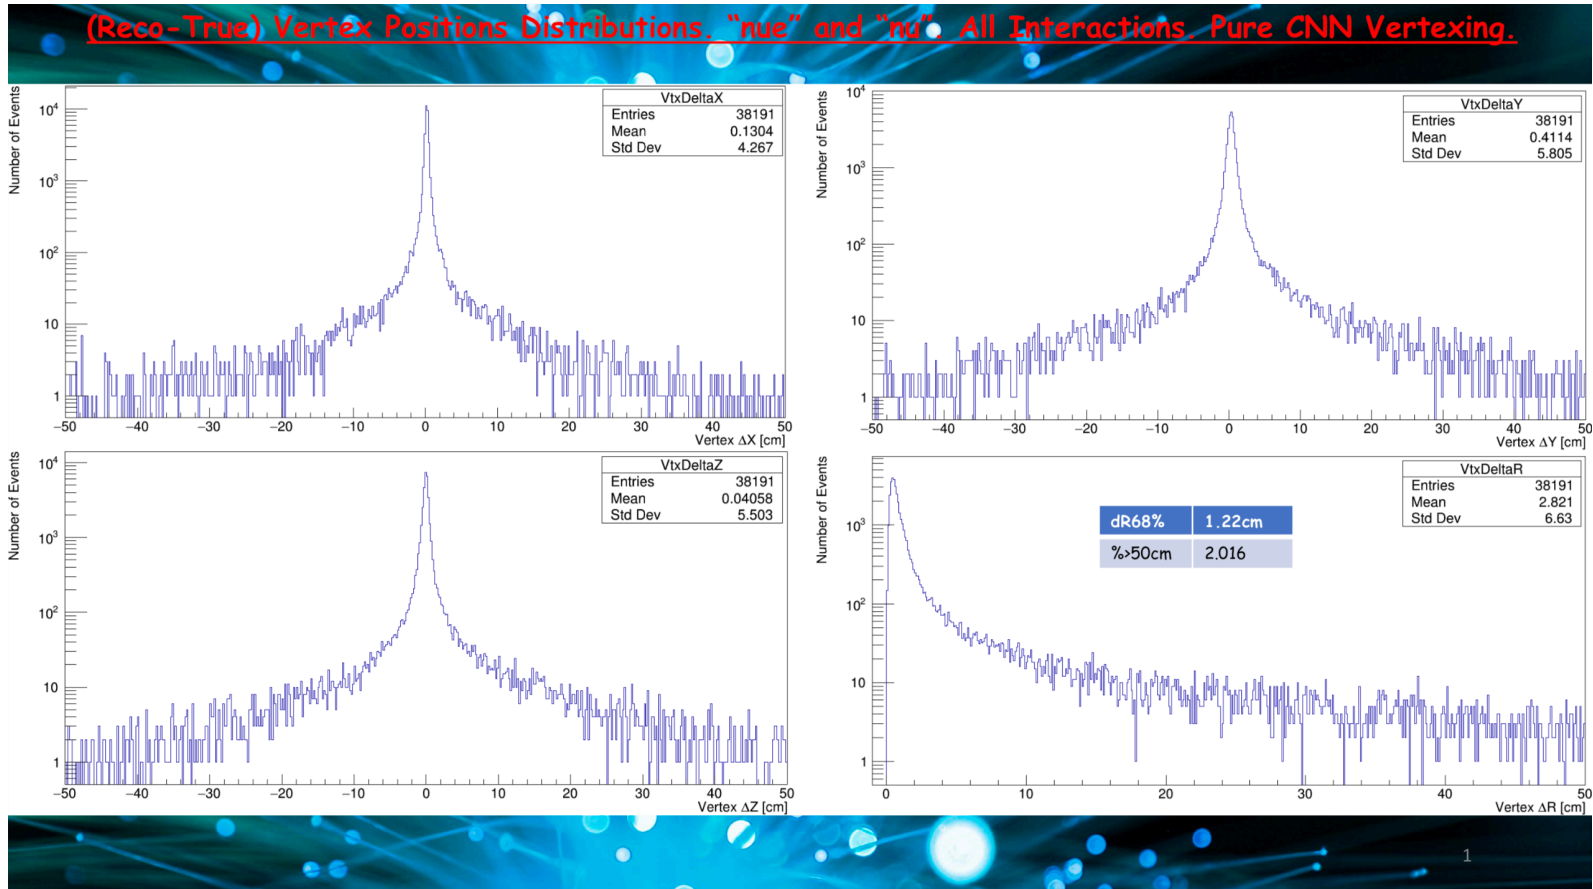 (Reco-True) Vertex Positions Distributions. “nue” and “nu”. All Interactions. Pure CNN Vertexing.
Number of Events
10⁴
10³
10²
10
1
−50 −40 −30 −20 −10 0 10 20 30 40 50
Vertex ΔX [cm]
VtxDeltaX
Entries 38191
Mean 0.1304
Std Dev 4.267
Number of Events
10⁴
10³
10²
10
1
−50 −40 −30 −20 −10 0 10 20 30 40 50
Vertex ΔY [cm]
VtxDeltaY
Entries 38191
Mean 0.4114
Std Dev 5.805
Number of Events
10⁴
10³
10²
10
1
−50 −40 −30 −20 −10 0 10 20 30 40 50
Vertex ΔZ [cm]
VtxDeltaZ
Entries 38191
Mean 0.04058
Std Dev 5.503
Number of Events
10³
10²
10
1
0 10 20 30 40 50
Vertex ΔR [cm]
VtxDeltaR
Entries 38191
Mean 2.821
Std Dev 6.63
dR68% 1.22cm
%>50cm 2.016
1